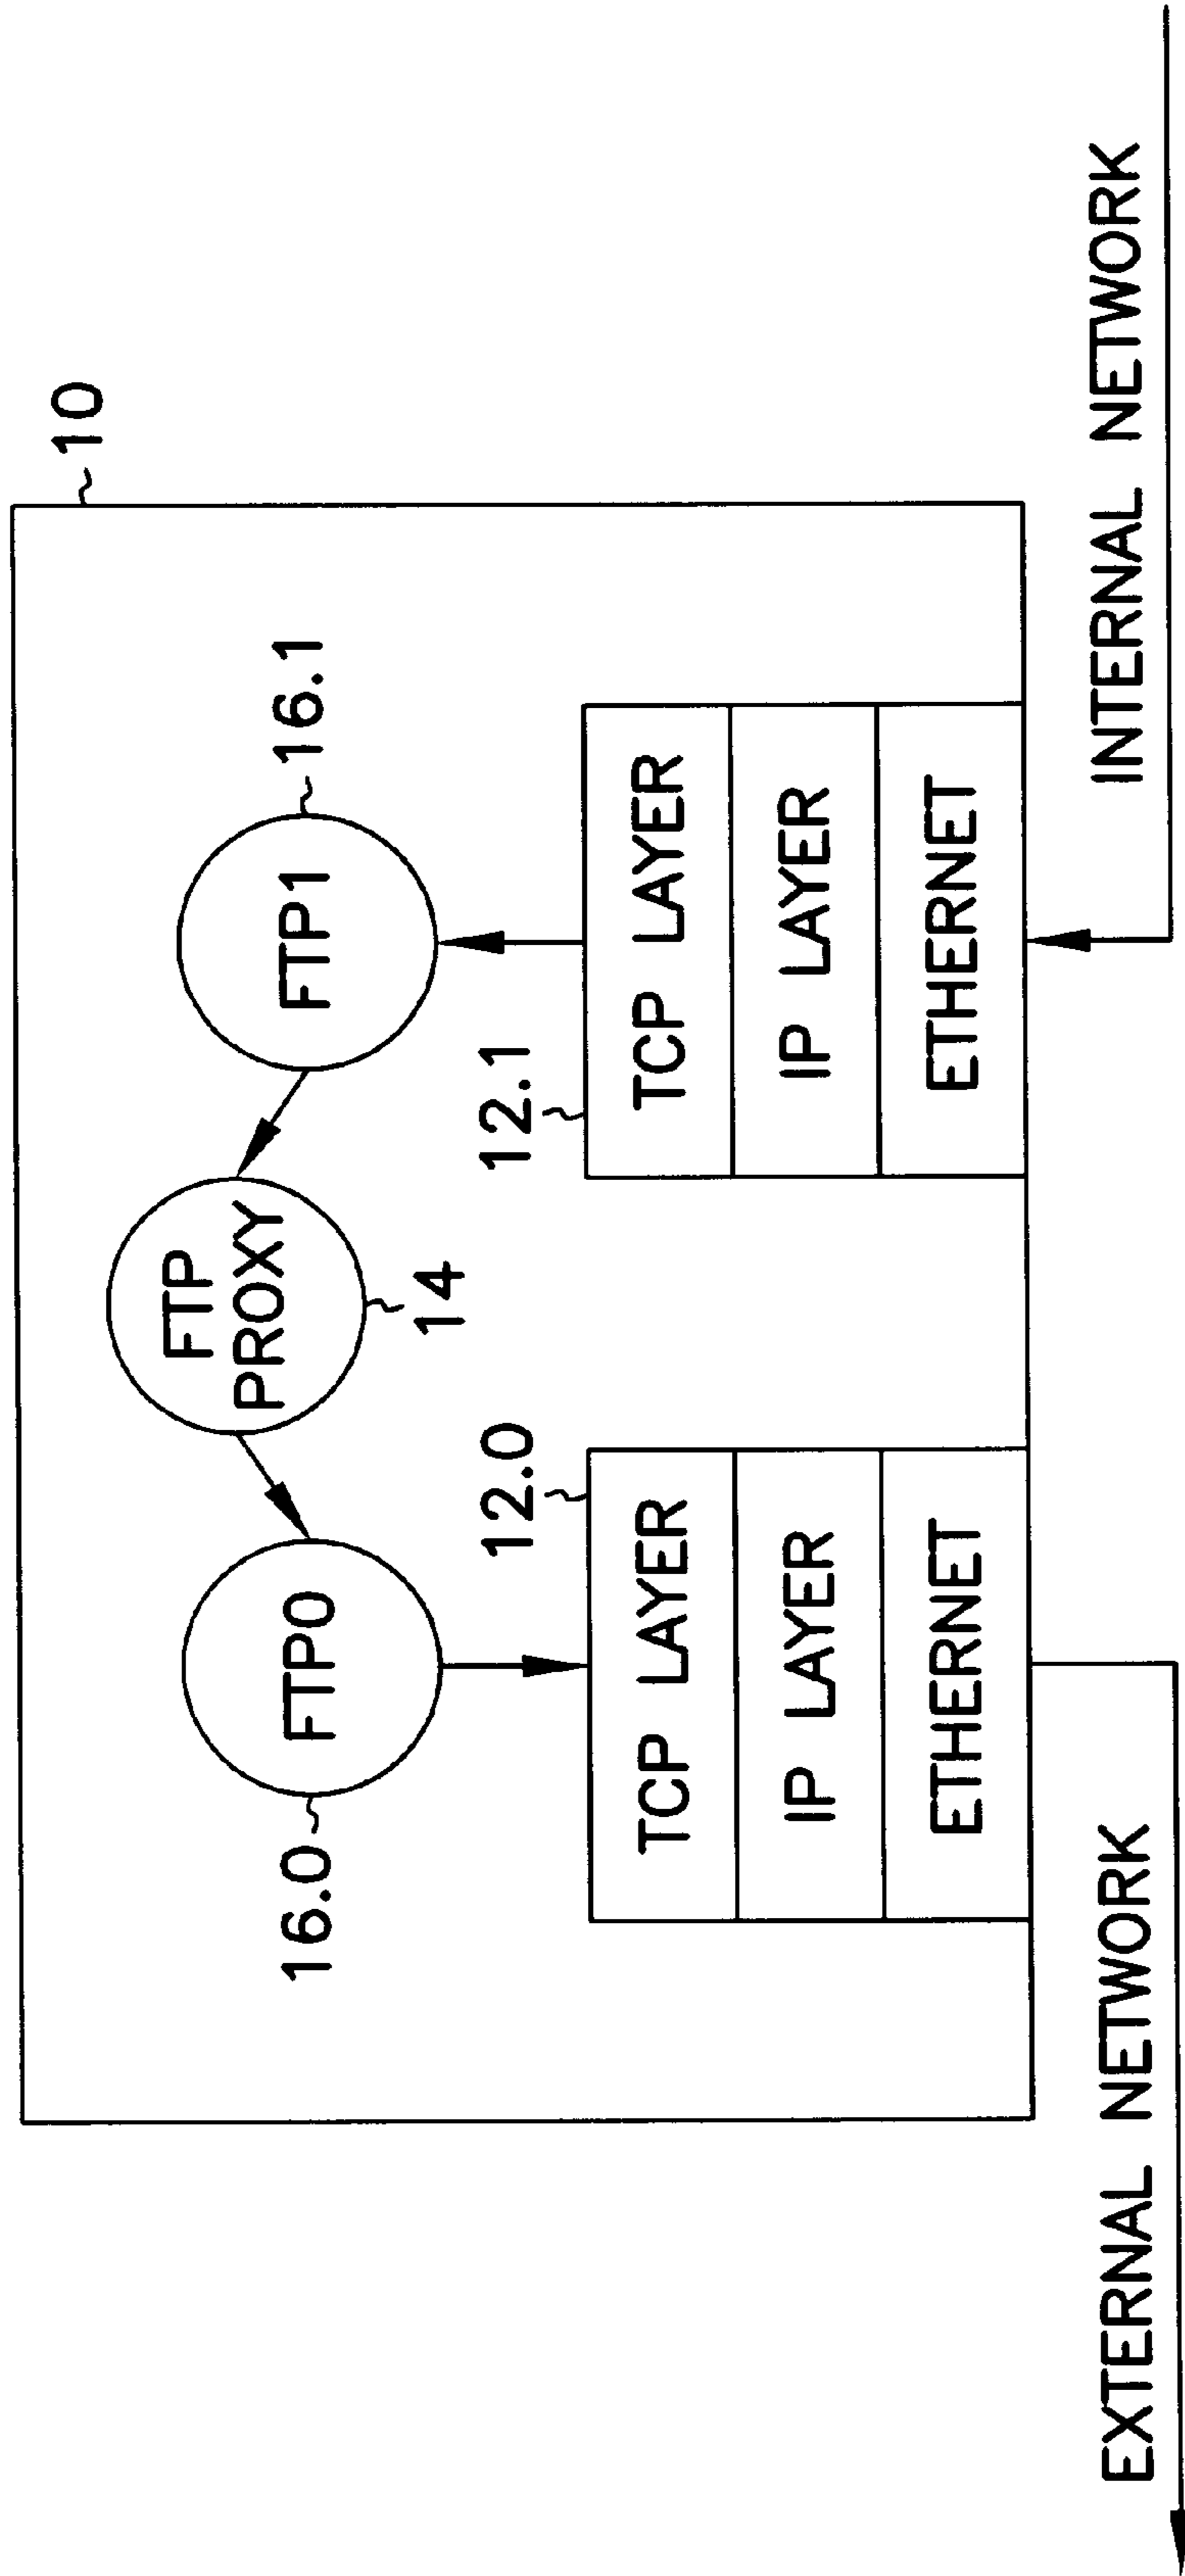 10
FTP
PROXY
14
FTP0
16.0
FTP1
16.1
12.0
TCP LAYER
IP LAYER
ETHERNET
12.1
TCP LAYER
IP LAYER
ETHERNET
EXTERNAL NETWORK
INTERNAL NETWORK